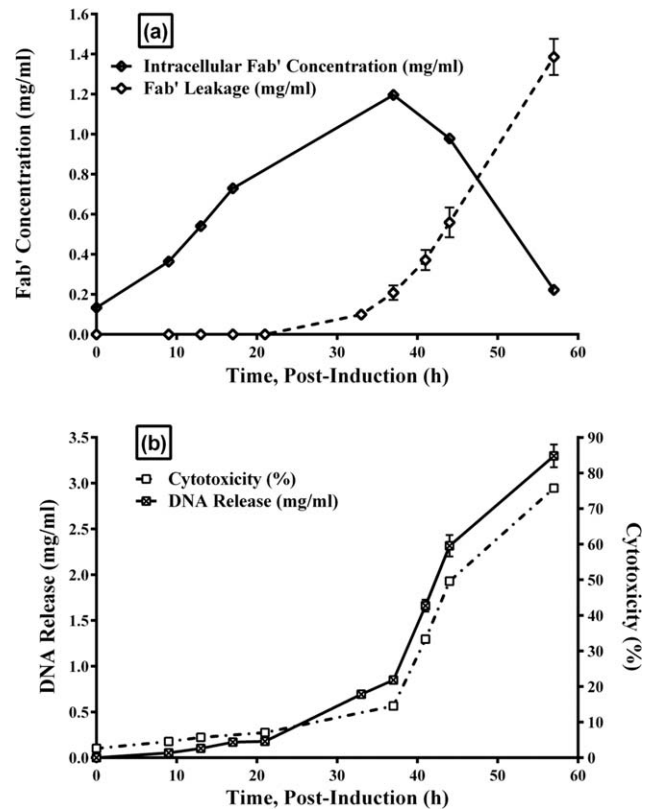 (a)
Intracellular Fab' Concentration (mg/ml)
Fab' Leakage (mg/ml)
Fab' Concentration (mg/ml)
1.6
1.4
1.2
1.0
0.8
0.6
0.4
0.2
0.0
0 10 20 30 40 50 60
Time, Post-Induction (h)
(b)
Cytotoxicity (%)
DNA Release (mg/ml)
DNA Release (mg/ml)
3.5
3.0
2.5
2.0
1.5
1.0
0.5
0.0
90
80
70
60
50
40
30
20
10
0
Cytotoxicity (%)
0 10 20 30 40 50 60
Time, Post-Induction (h)